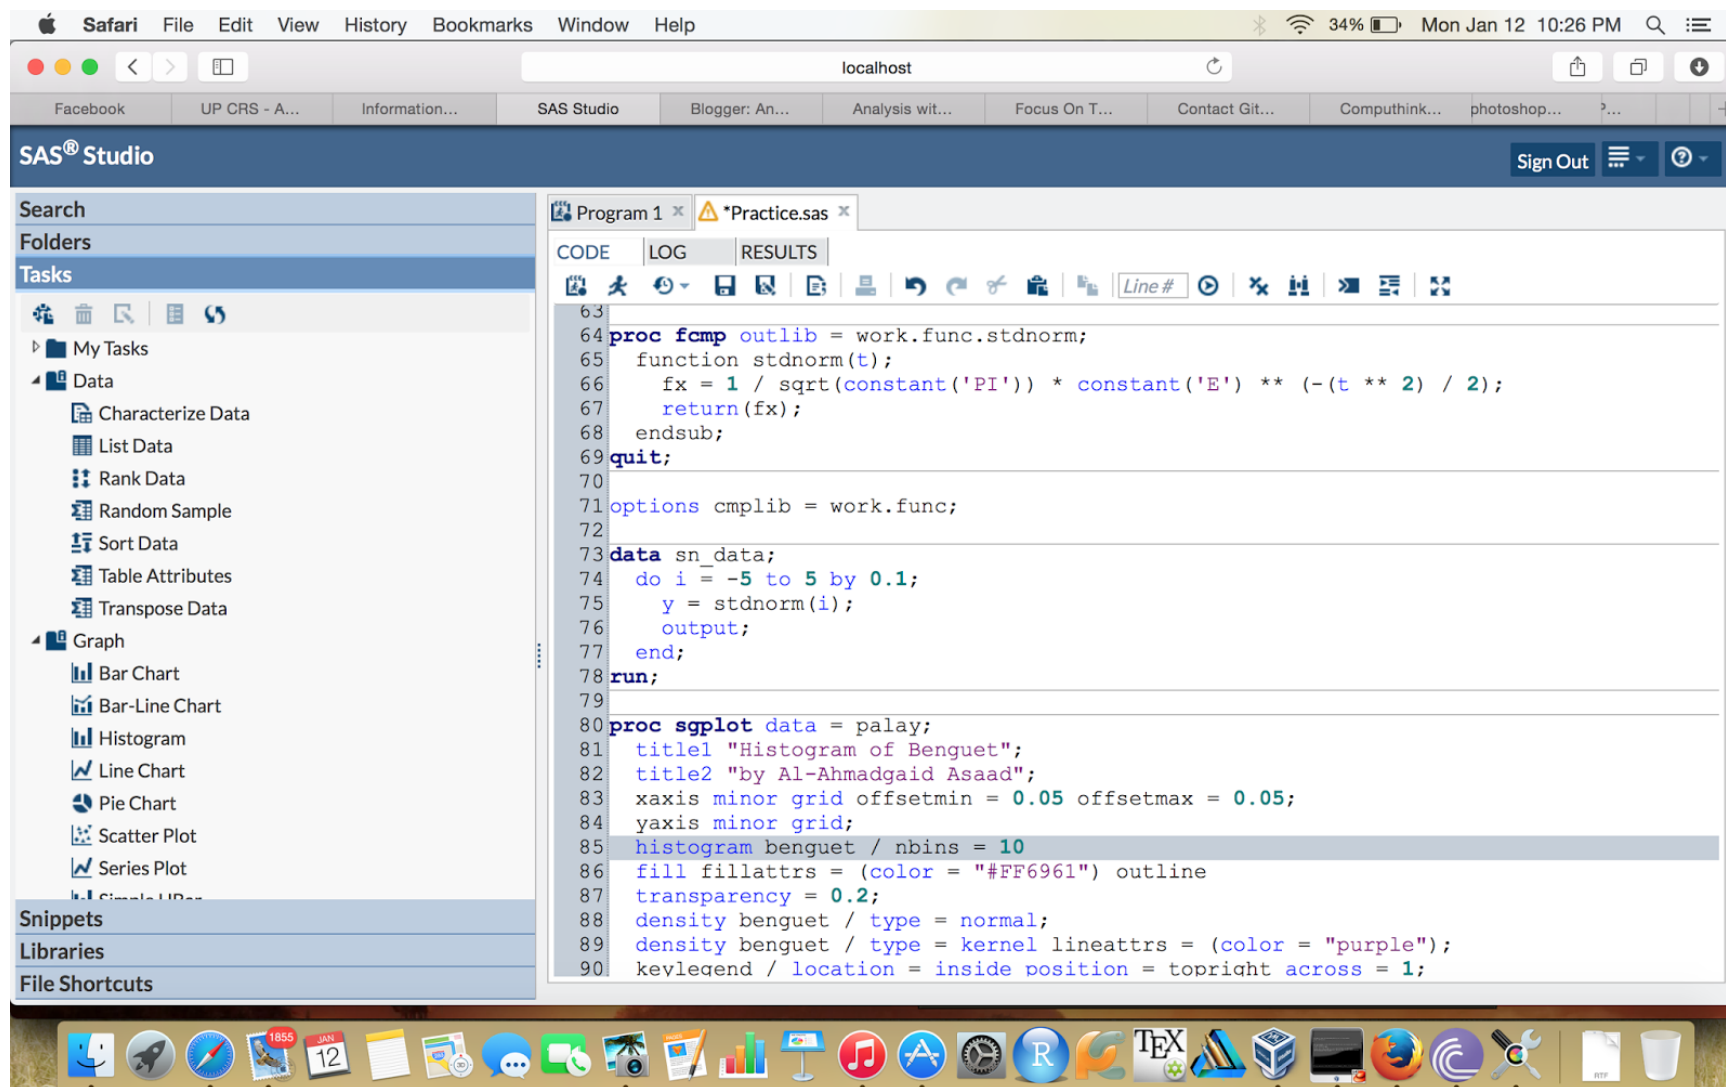 Safari File Edit View History Bookmarks Window Help 34% Mon Jan 12 10:26 PM
localhost
Facebook UP CRS - A... Information... SAS Studio Blogger: An... Analysis wit... Focus On T... Contact Git... Computhink... photoshop...
SAS® Studio Sign Out
Search
Folders
Tasks
My Tasks
Data
Characterize Data
List Data
Rank Data
Random Sample
Sort Data
Table Attributes
Transpose Data
Graph
Bar Chart
Bar-Line Chart
Histogram
Line Chart
Pie Chart
Scatter Plot
Series Plot
Snippets
Libraries
File Shortcuts
Program 1 *Practice.sas
CODE LOG RESULTS
Line #
63
64 proc fcmp outlib = work.func.stdnorm;
65 function stdnorm(t);
66 fx = 1 / sqrt(constant('PI')) * constant('E') ** (-(t ** 2) / 2);
67 return(fx);
68 endsub;
69 quit;
70
71 options cmplib = work.func;
72
73 data sn_data;
74 do i = -5 to 5 by 0.1;
75 y = stdnorm(i);
76 output;
77 end;
78 run;
79
80 proc sgplot data = palay;
81 title1 "Histogram of Benguet";
82 title2 "by Al-Ahmadgaid Asaad";
83 xaxis minor grid offsetmin = 0.05 offsetmax = 0.05;
84 yaxis minor grid;
85 histogram benguet / nbins = 10
86 fill fillattrs = (color = "#FF6961") outline
87 transparency = 0.2;
88 density benguet / type = normal;
89 density benguet / type = kernel lineattrs = (color = "purple");
90 keylegend / location = inside position = topright across = 1;
1855
JAN
12
R
TEX
RTF